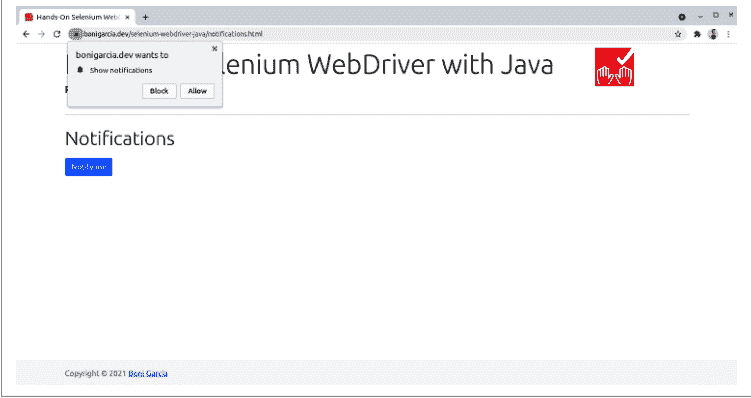 Hands-On Selenium WebD
bonigarcia.dev/selenium-webdriver-java/notifications.html
bonigarcia.dev wants to
Show notifications
Block Allow
lenium WebDriver with Java
Notifications
Notify me
Copyright © 2021 Boni García